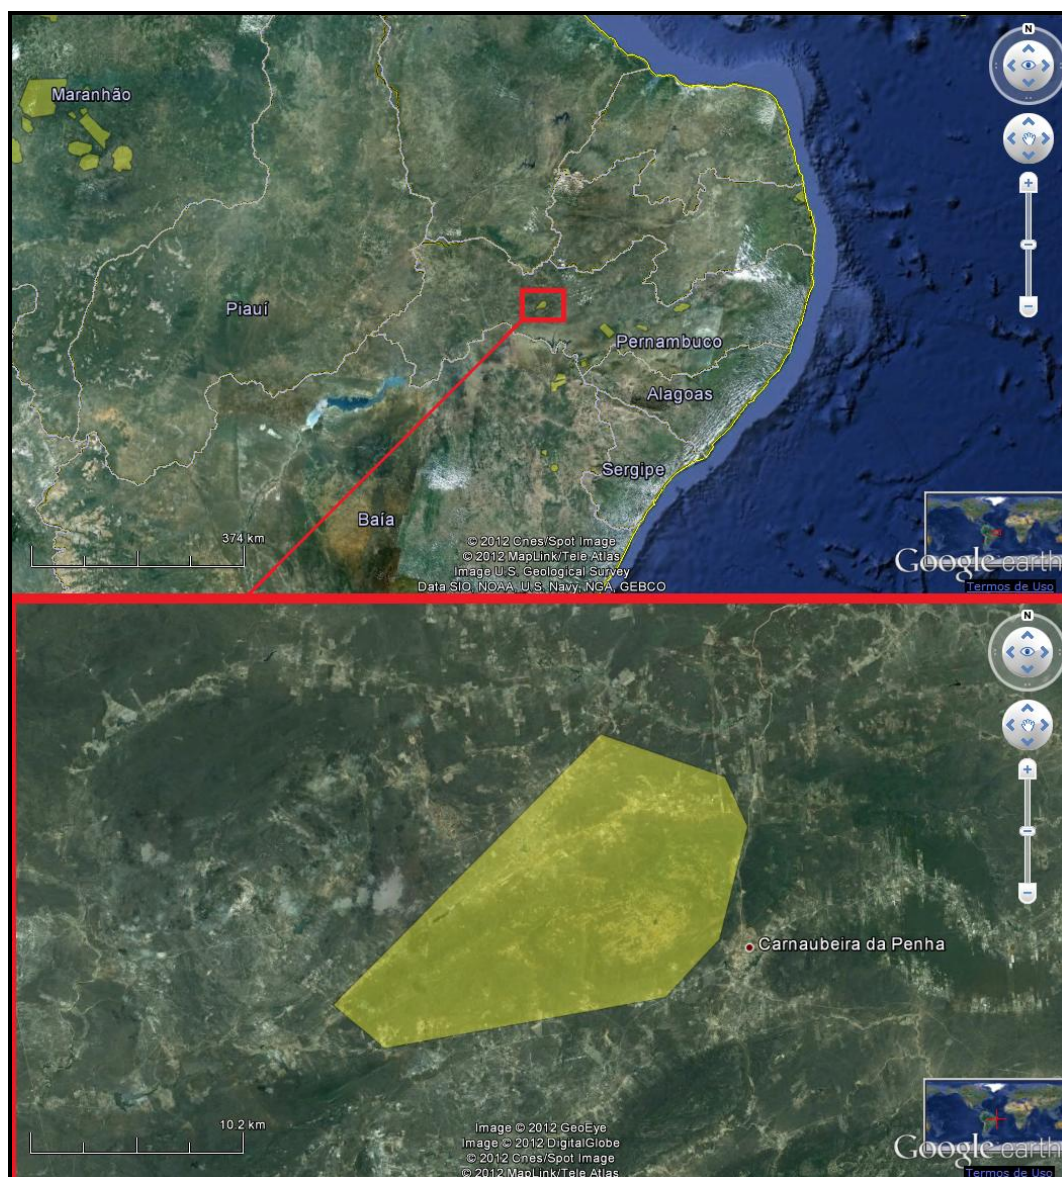 N
Maranhão
Piauí
Pernambuco
Alagoas
Sergipe
Baía
374 km
© 2012 Cnes/Spot Image
© 2012 MapLink/Tele Atlas
Image U.S. Geological Survey
Data SIO, NOAA, U.S. Navy, NGA, GEBCO
Google earth
Termos de Uso
N
Carnaubeira da Penha
10.2 km
Image © 2012 GeoEye
Image © 2012 DigitalGlobe
© 2012 Cnes/Spot Image
© 2012 MapLink/Tele Atlas
Google earth
Termos de Uso